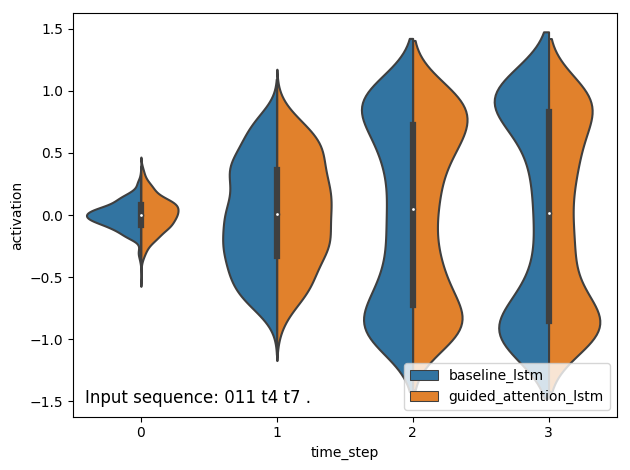 1.5
1.0
0.5
0.0
−0.5
−1.0
−1.5
activation
Input sequence: 011 t4 t7 .
baseline_lstm
guided_attention_lstm
0 1 2 3
time_step